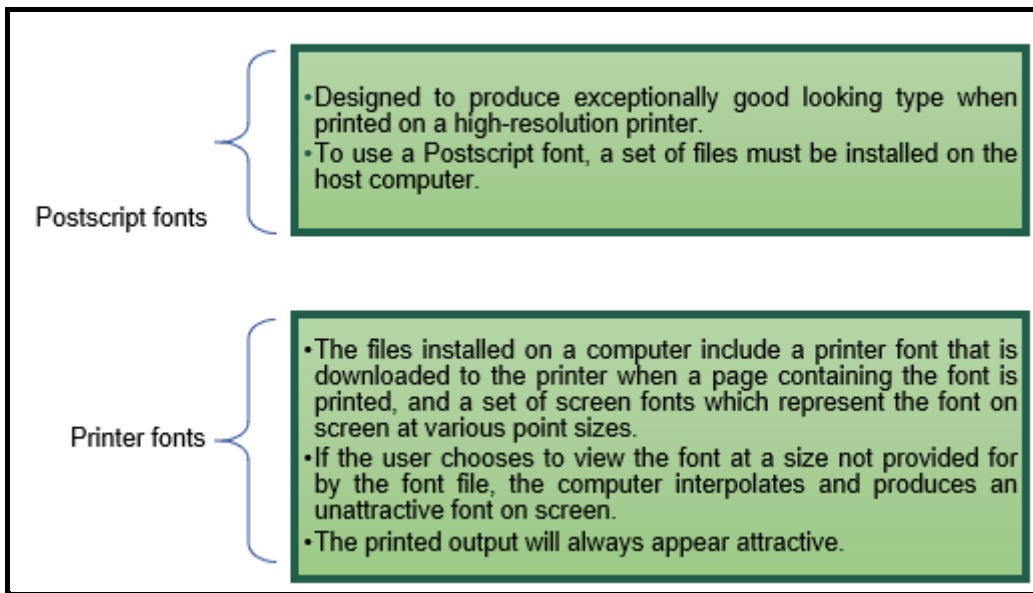 •Designed to produce exceptionally good looking type when
printed on a high-resolution printer.
•To use a Postscript font, a set of files must be installed on the
host computer.
Postscript fonts
•The files installed on a computer include a printer font that is
downloaded to the printer when a page containing the font is
printed, and a set of screen fonts which represent the font on
screen at various point sizes.
•If the user chooses to view the font at a size not provided for
by the font file, the computer interpolates and produces an
unattractive font on screen.
•The printed output will always appear attractive.
Printer fonts